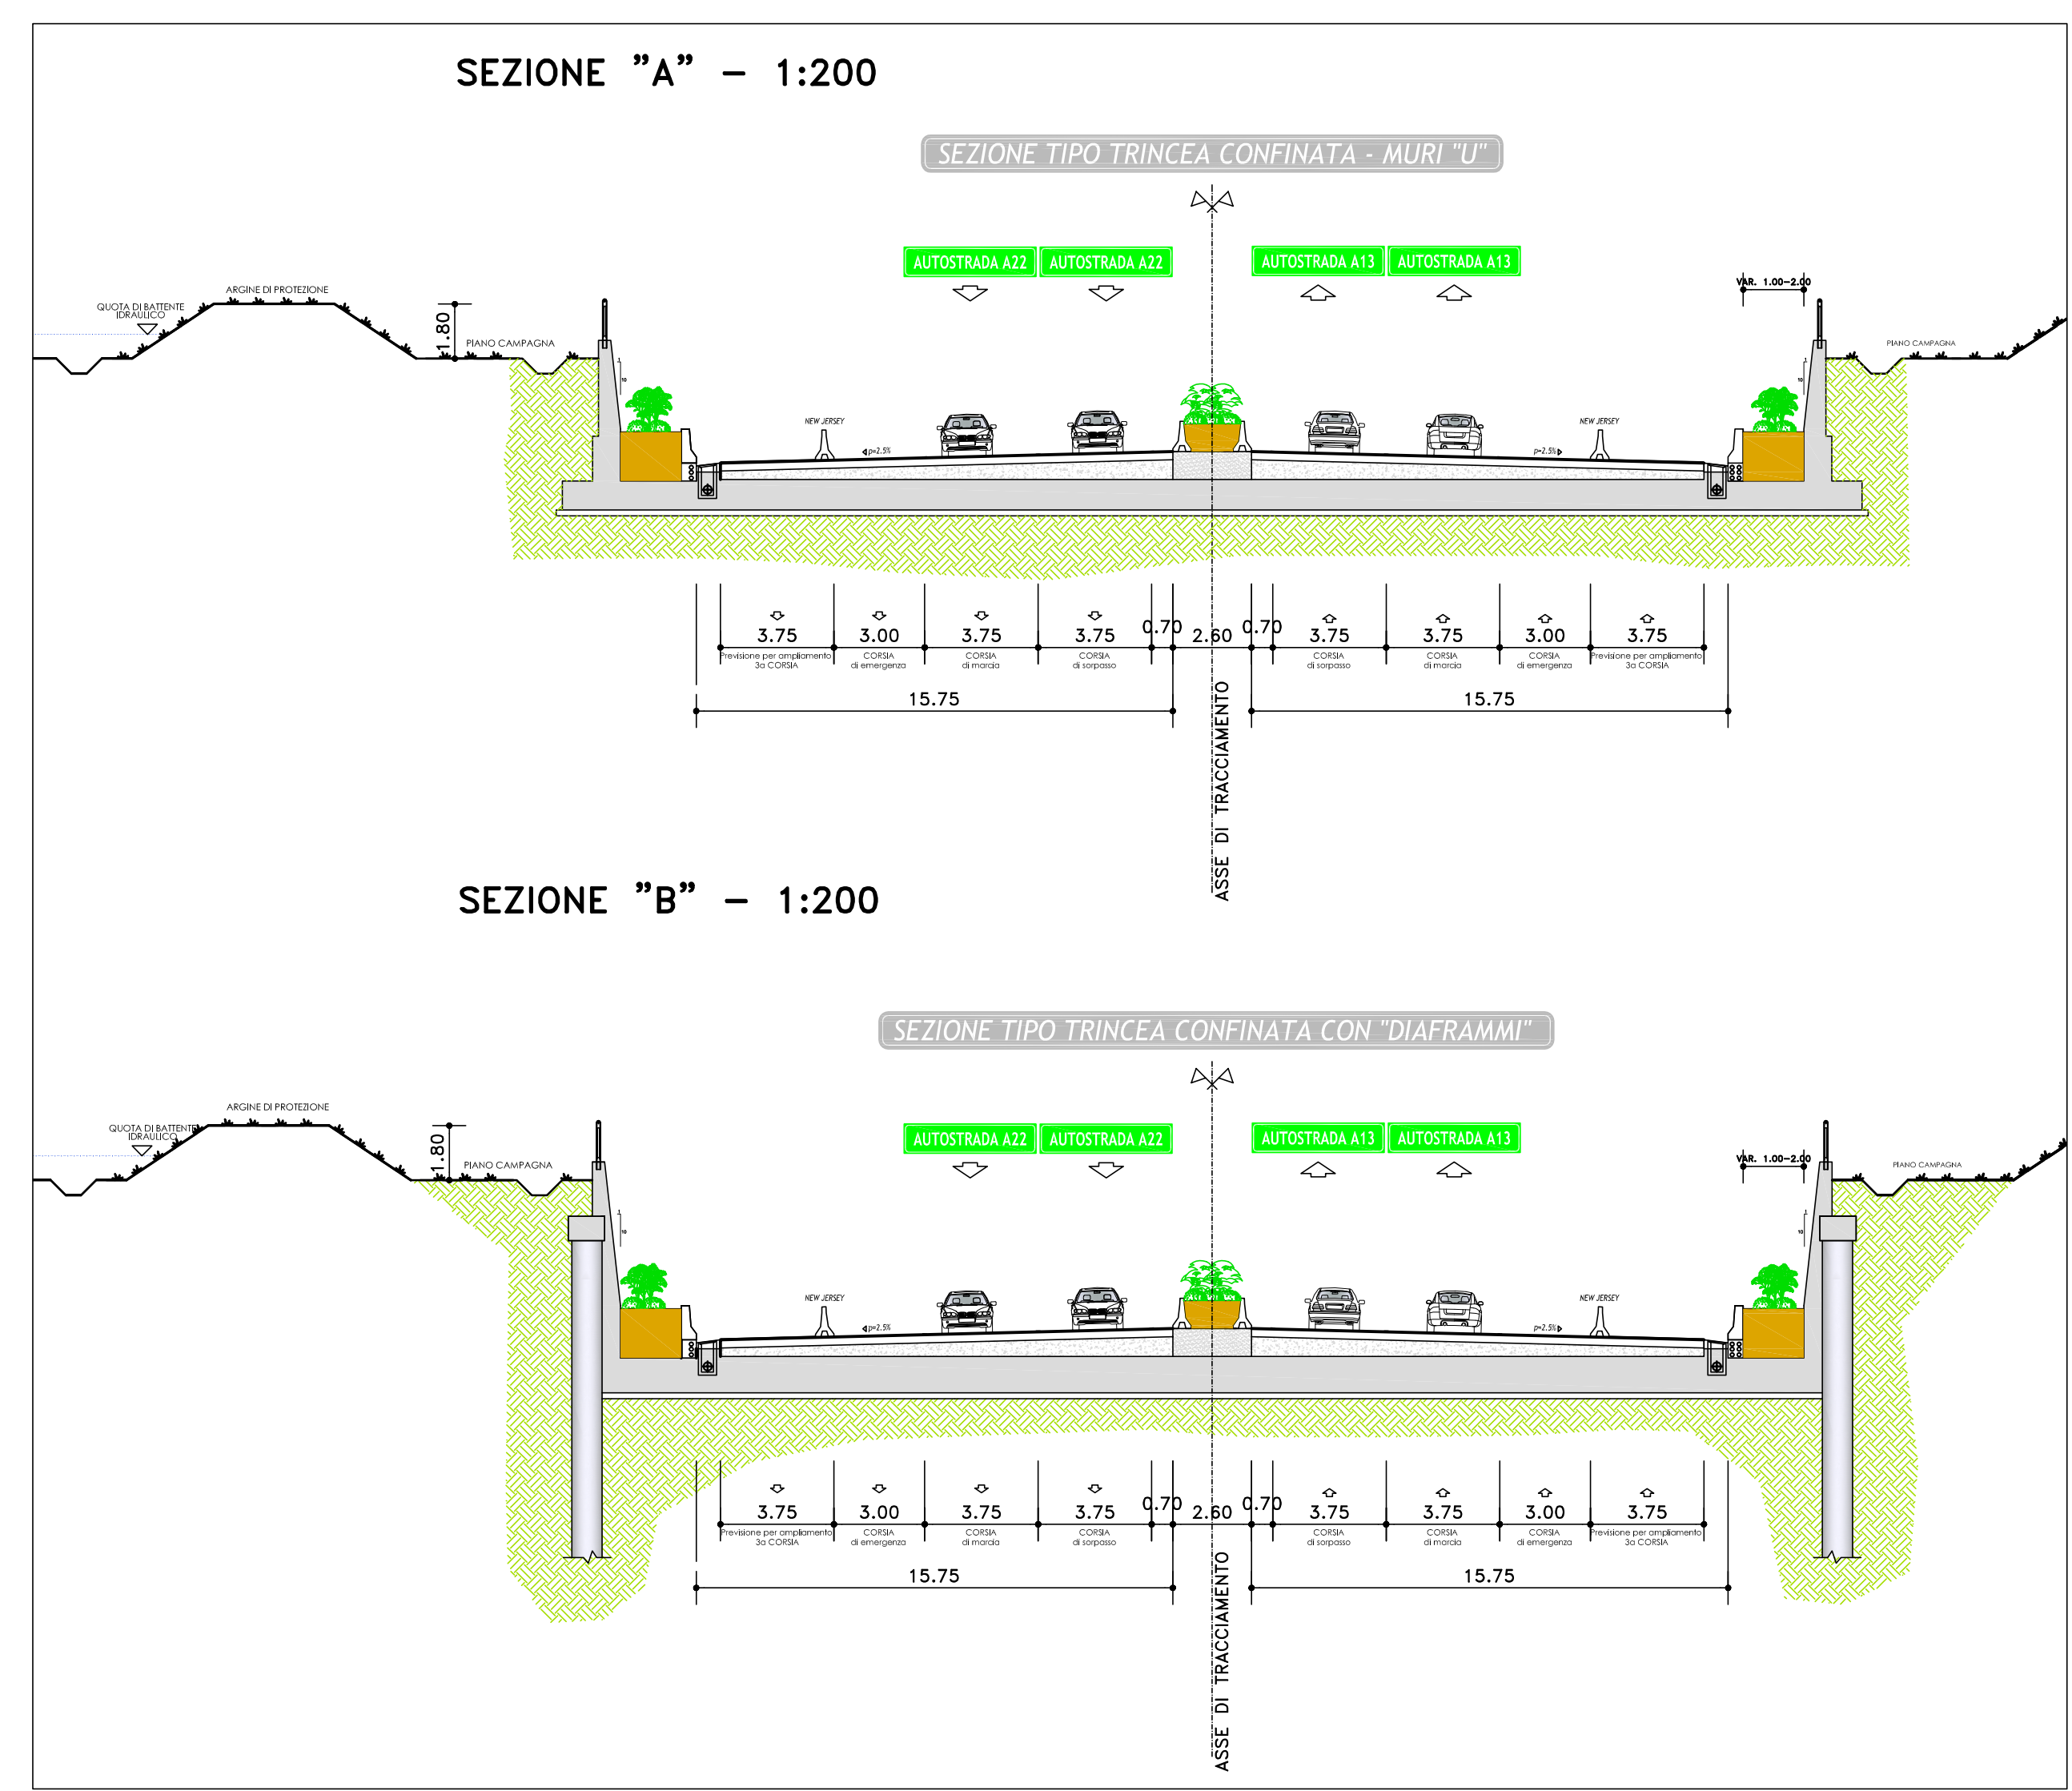 SEZIONE ”A” – 1:200
SEZIONE TIPO TRINCEA CONFINATA - MURI "U"
AUTOSTRADA A22
AUTOSTRADA A22
AUTOSTRADA A13
AUTOSTRADA A13
VAR. 1.00-2.00
ARGINE DI PROTEZIONE
QUOTA DI BATTENTE
IDRAULICO
1.80
PIANO CAMPAGNA
PIANO CAMPAGNA
1
10
1
10
NEW JERSEY
NEW JERSEY
p=2.5%
p=2.5%
3.75
3.00
3.75
3.75
0.70
2.60
0.70
3.75
3.75
3.00
3.75
Previsione per ampliamento
3a CORSIA
CORSIA
di emergenza
CORSIA
di marcia
CORSIA
di sorpasso
CORSIA
di sorpasso
CORSIA
di marcia
CORSIA
di emergenza
Previsione per ampliamento
3a CORSIA
15.75
15.75
ASSE DI TRACCIAMENTO
SEZIONE ”B” – 1:200
SEZIONE TIPO TRINCEA CONFINATA CON "DIAFRAMMI"
AUTOSTRADA A22
AUTOSTRADA A22
AUTOSTRADA A13
AUTOSTRADA A13
VAR. 1.00-2.00
ARGINE DI PROTEZIONE
QUOTA DI BATTENTE
IDRAULICO
1.80
PIANO CAMPAGNA
PIANO CAMPAGNA
1
10
1
10
NEW JERSEY
NEW JERSEY
p=2.5%
p=2.5%
3.75
3.00
3.75
3.75
0.70
2.60
0.70
3.75
3.75
3.00
3.75
Previsione per ampliamento
3a CORSIA
CORSIA
di emergenza
CORSIA
di marcia
CORSIA
di sorpasso
CORSIA
di sorpasso
CORSIA
di marcia
CORSIA
di emergenza
Previsione per ampliamento
3a CORSIA
15.75
15.75
ASSE DI TRACCIAMENTO